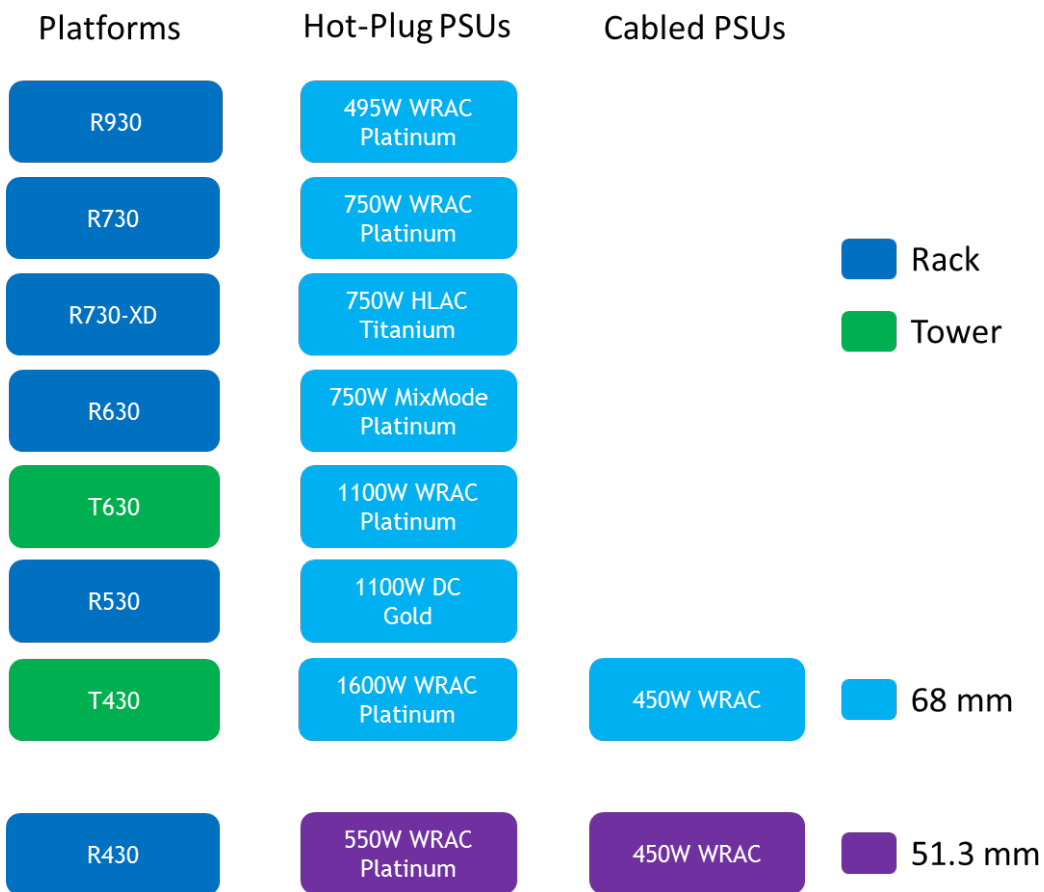 Platforms Hot-Plug PSUs Cabled PSUs
R930
495W WRAC
Platinum
R730
750W WRAC
Platinum
Rack
R730-XD
750W HLAC
Titanium
Tower
R630
750W MixMode
Platinum
T630
1100W WRAC
Platinum
R530
1100W DC
Gold
T430
1600W WRAC
Platinum
450W WRAC
68 mm
R430
550W WRAC
Platinum
450W WRAC
51.3 mm